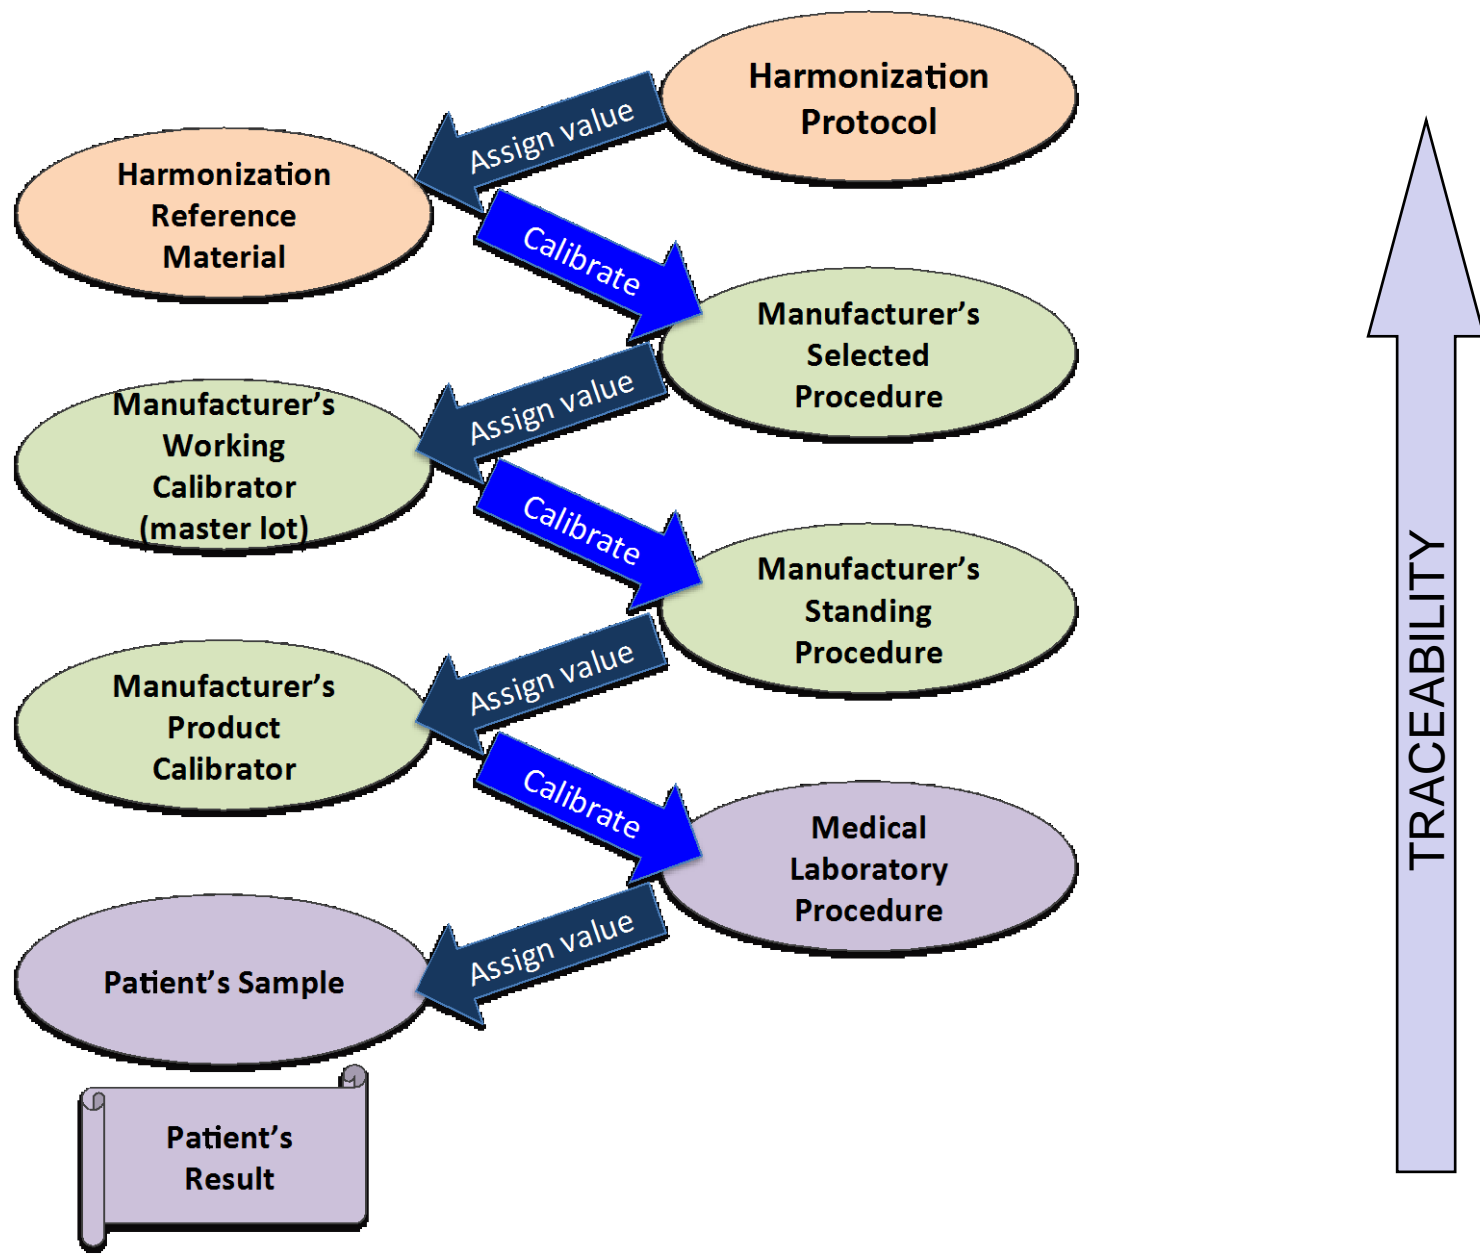 Harmonization
Protocol
Assign value
Harmonization
Reference
Material
Calibrate
Manufacturer's
Selected
Procedure
Assign value
Manufacturer's
Working
Calibrator
(master lot)
Calibrate
Manufacturer's
Standing
Procedure
Assign value
Manufacturer's
Product
Calibrator
Calibrate
Medical
Laboratory
Procedure
Assign value
Patient's Sample
Patient's
Result
TRACEABILITY